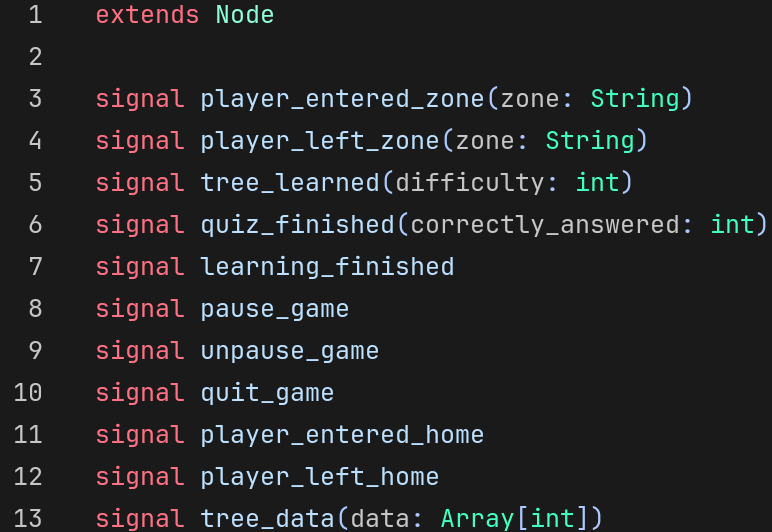 1 extends Node
2
3 signal player_entered_zone(zone: String)
4 signal player_left_zone(zone: String)
5 signal tree_learned(difficulty: int)
6 signal quiz_finished(correctly_answered: int)
7 signal learning_finished
8 signal pause_game
9 signal unpause_game
10 signal quit_game
11 signal player_entered_home
12 signal player_left_home
13 signal tree_data(data: Array[int])